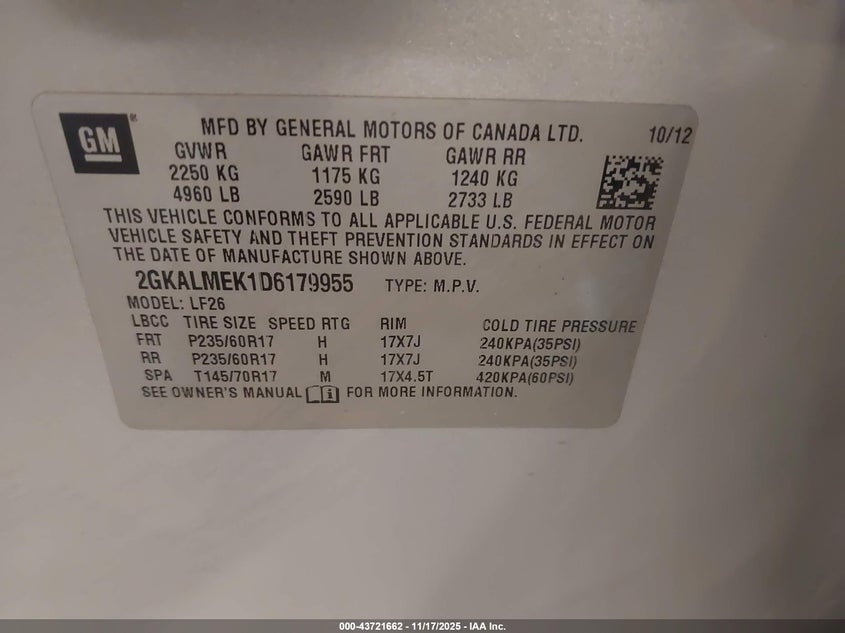 GM ®
MFD BY GENERAL MOTORS OF CANADA LTD. 10/12
GVWR GAWR FRT GAWR RR
2250 KG 1175 KG 1240 KG
4960 LB 2590 LB 2733 LB
THIS VEHICLE CONFORMS TO ALL APPLICABLE U.S. FEDERAL MOTOR
VEHICLE SAFETY AND THEFT PREVENTION STANDARDS IN EFFECT ON
THE DATE OF MANUFACTURE SHOWN ABOVE.
2GKALMEK1D6179955 TYPE: M.P.V.
MODEL: LF26
LBCC TIRE SIZE SPEED RTG RIM COLD TIRE PRESSURE
FRT P235/60R17 H 17X7J 240KPA(35PSI)
RR P235/60R17 H 17X7J 240KPA(35PSI)
SPA T145/70R17 M 17X4.5T 420KPA(60PSI)
SEE OWNER'S MANUAL i FOR MORE INFORMATION.
000-43721662 - 11/17/2025 - IAA Inc.